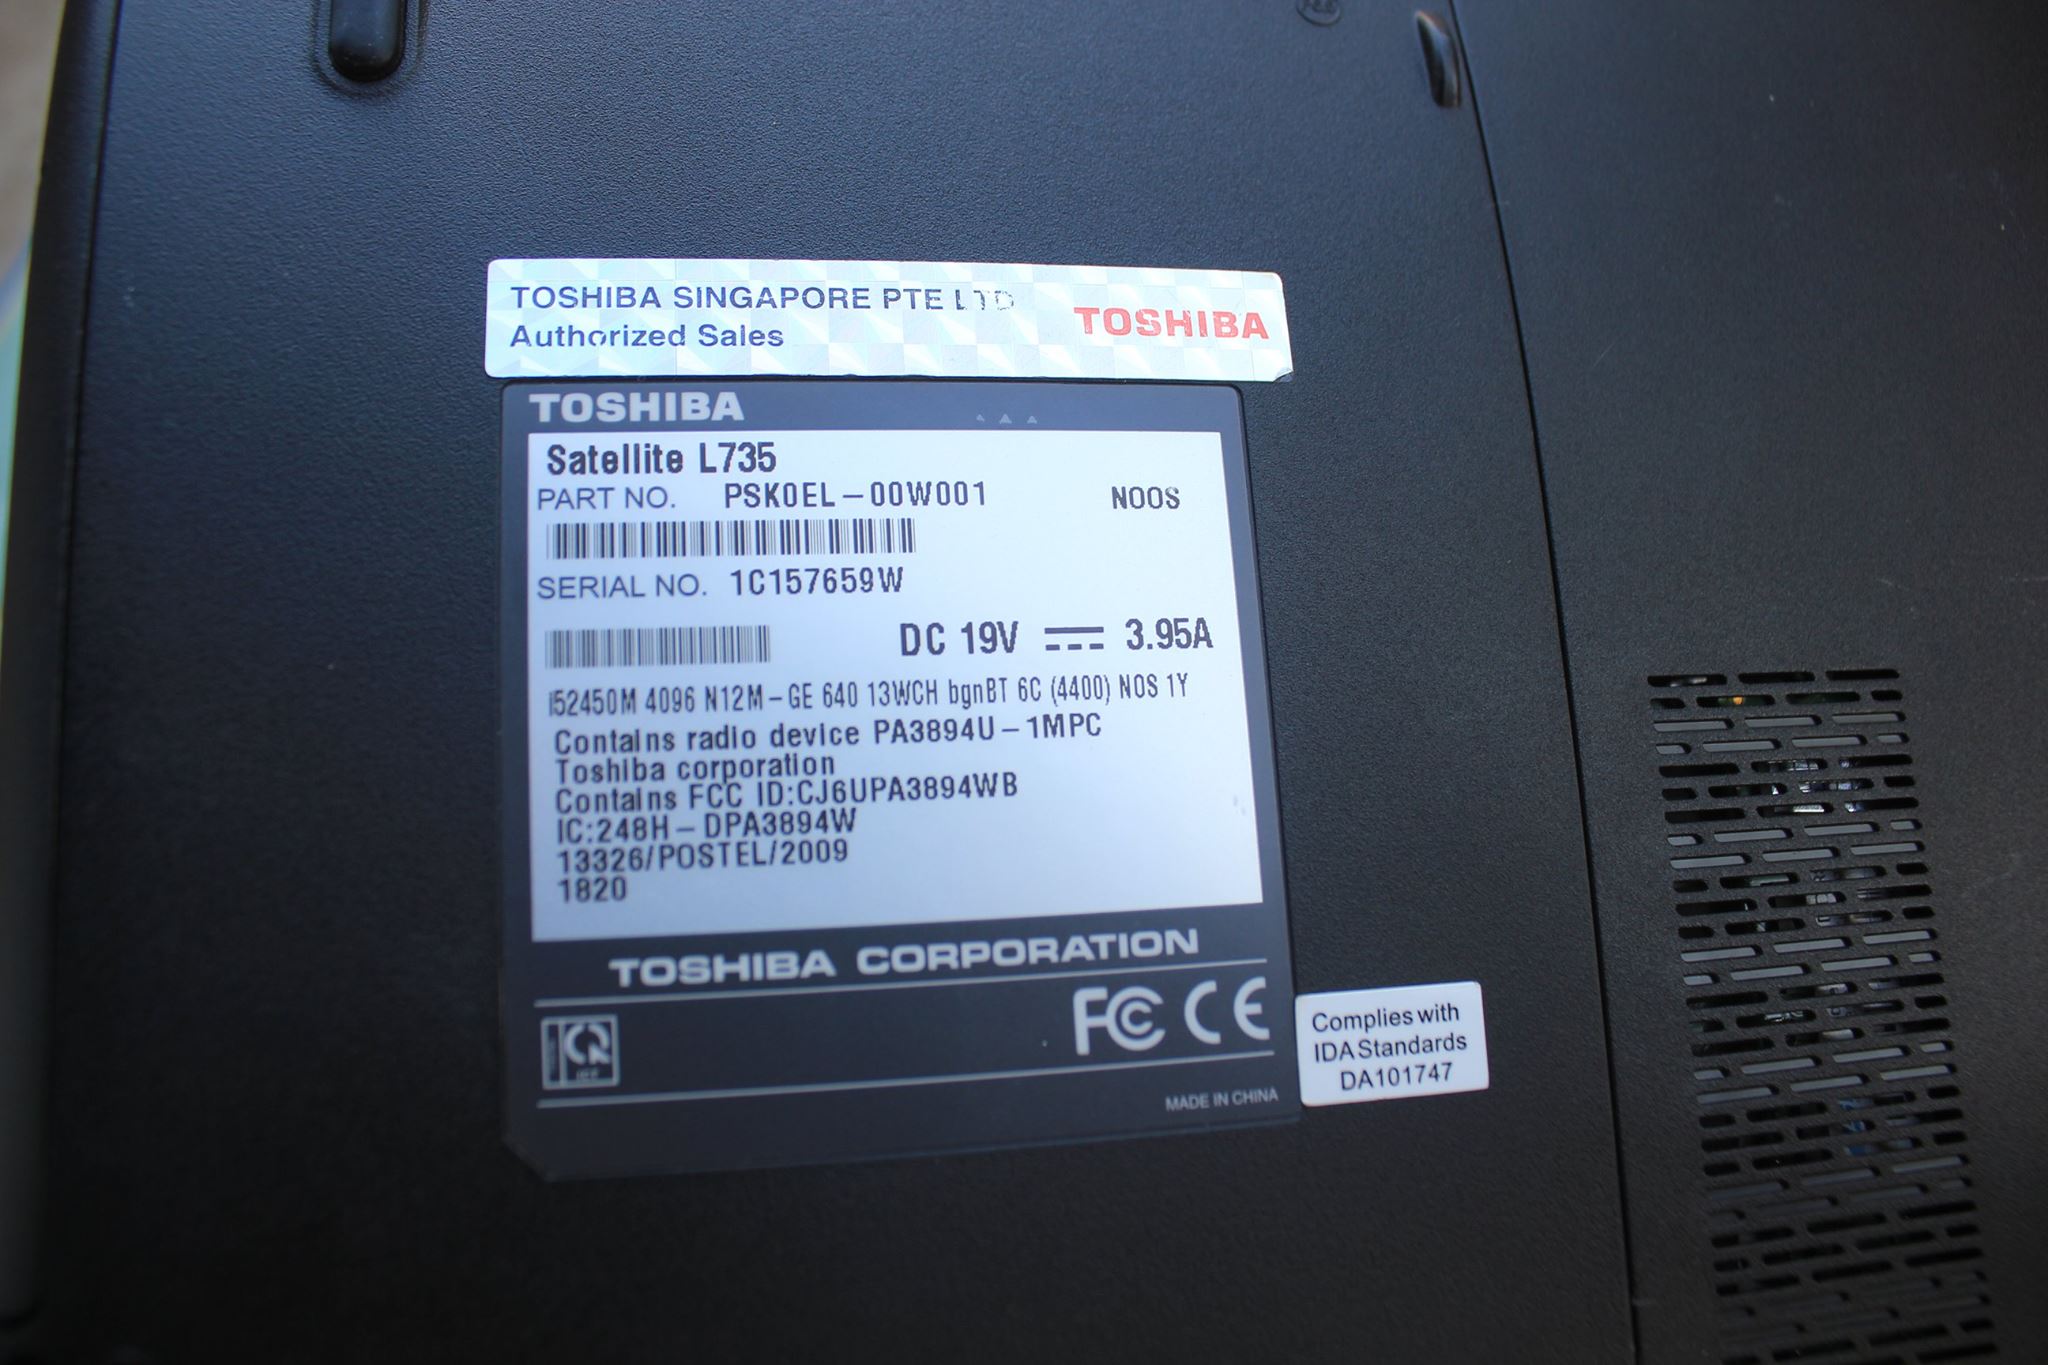 TOSHIBA SINGAPORE PTE LTD
Authorized Sales
TOSHIBA
TOSHIBA
Satellite L735
PART NO. PSK0EL-00W001 NOOS
SERIAL NO. 1C157659W
DC 19V 3.95A
i52450M 4096 N12M-GE 640 13WCH bgnBT 6C (4400) NOS 1Y
Contains radio device PA3894U-1MPC
Toshiba corporation
Contains FCC ID:CJ6UPA3894WB
IC:248H-DPA3894W
13326/POSTEL/2009
1820
TOSHIBA CORPORATION
FC CE
MADE IN CHINA
Complies with
IDA Standards
DA101747